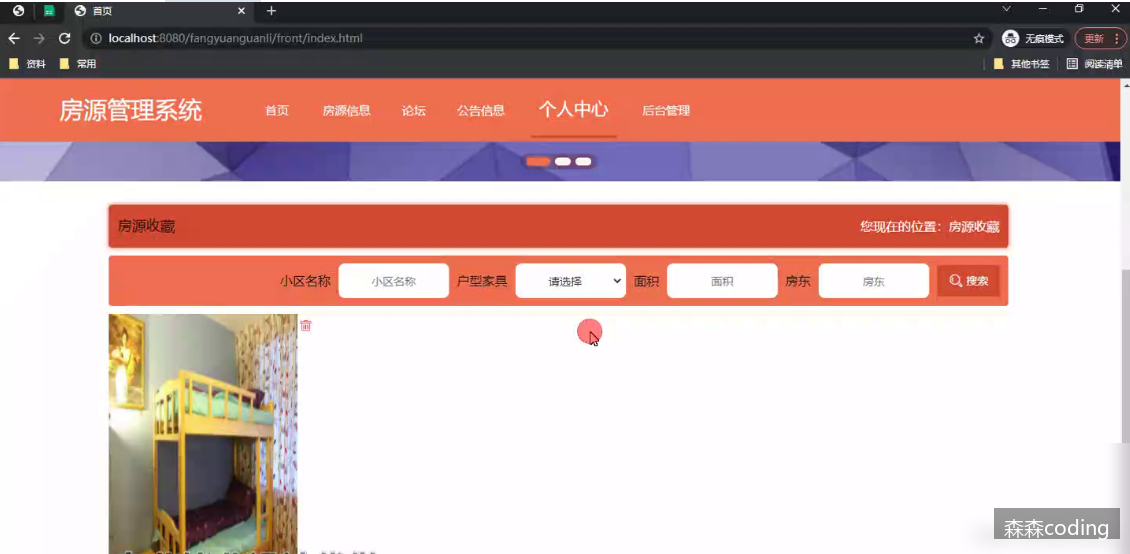 首页
localhost:8080/fangyuanguanli/front/index.html
无痕模式
更新
资料
常用
其他书签
阅读清单
房源管理系统
首页
房源信息
论坛
公告信息
个人中心
后台管理
房源收藏
您现在的位置：房源收藏
小区名称 小区名称 户型家具 请选择 面积 面积 房东 房东 搜索
森森coding